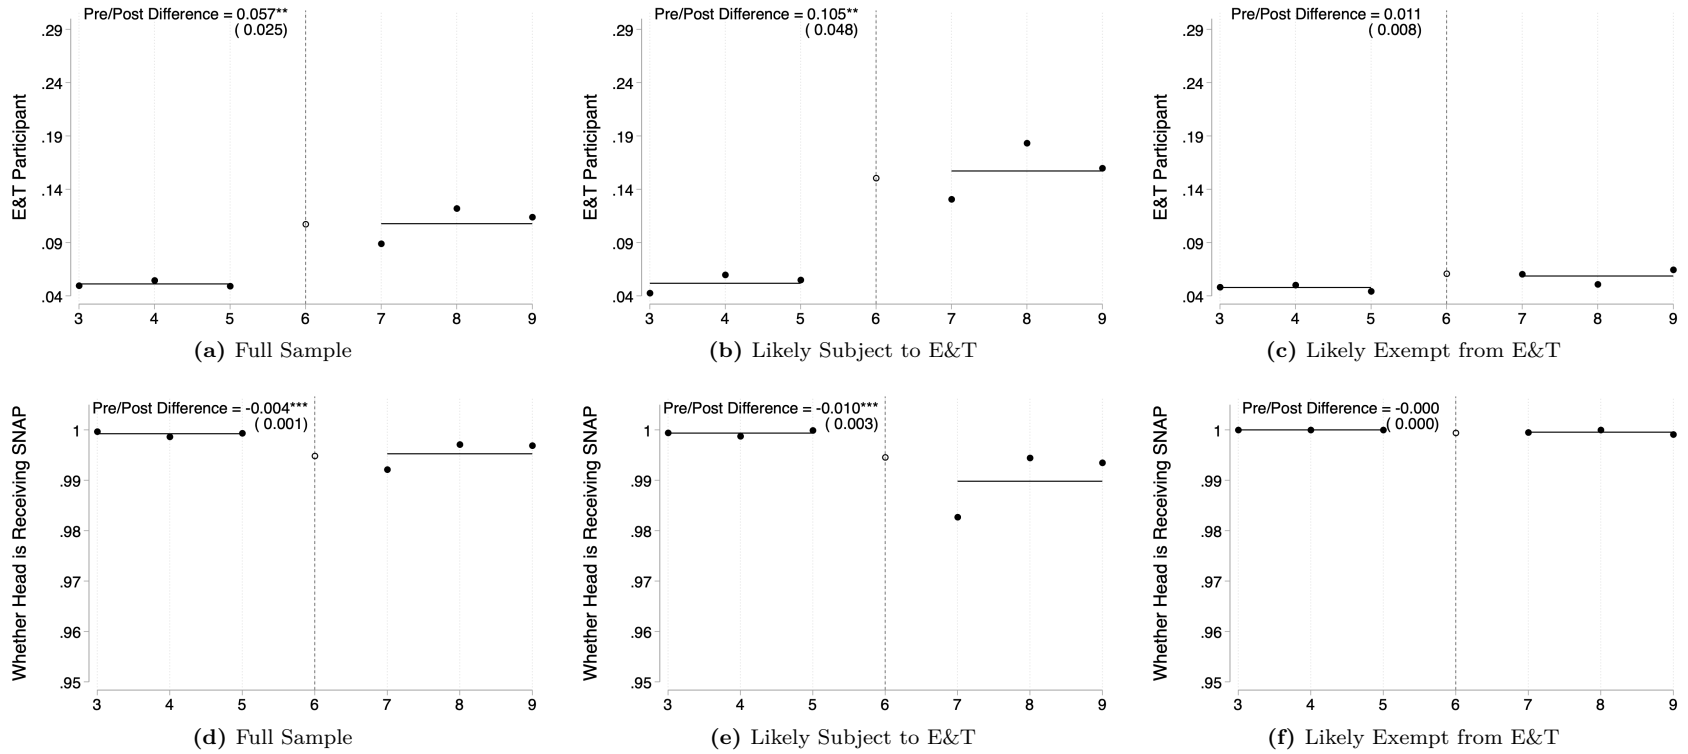 Pre/Post Difference = 0.057**
( 0.025)
E&T Participant
.29
.24
.19
.14
.09
.04
3 4 5 6 7 8 9
(a) Full Sample
Pre/Post Difference = 0.105**
( 0.048)
E&T Participant
.29
.24
.19
.14
.09
.04
3 4 5 6 7 8 9
(b) Likely Subject to E&T
Pre/Post Difference = 0.011
( 0.008)
E&T Participant
.29
.24
.19
.14
.09
.04
3 4 5 6 7 8 9
(c) Likely Exempt from E&T
Pre/Post Difference = -0.004***
( 0.001)
Whether Head is Receiving SNAP
1
.99
.98
.97
.96
.95
3 4 5 6 7 8 9
(d) Full Sample
Pre/Post Difference = -0.010***
( 0.003)
Whether Head is Receiving SNAP
1
.99
.98
.97
.96
.95
3 4 5 6 7 8 9
(e) Likely Subject to E&T
Pre/Post Difference = -0.000
( 0.000)
Whether Head is Receiving SNAP
1
.99
.98
.97
.96
.95
3 4 5 6 7 8 9
(f) Likely Exempt from E&T